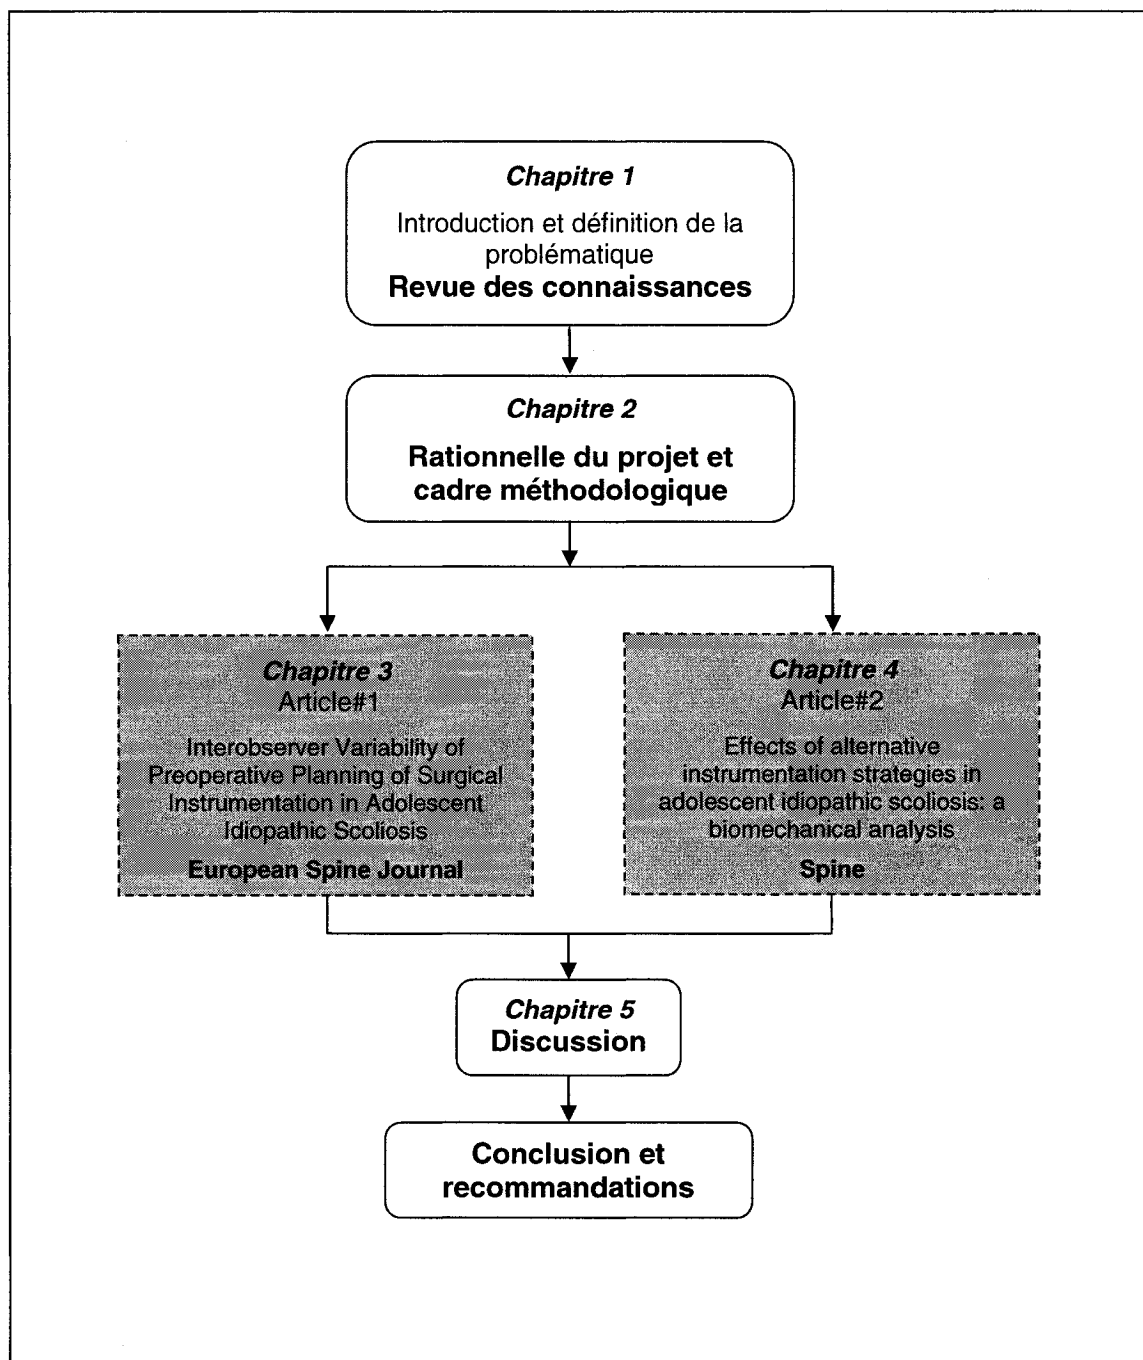 Chapitre 1
Introduction et définition de la
problématique
Revue des connaissances
Chapitre 2
Rationnelle du projet et
cadre méthodologique
Chapitre 3
Article#1
Interobserver Variability of
Preoperative Planning of Surgical
Instrumentation in Adolescent
Idiopathic Scoliosis
European Spine Journal
Chapitre 4
Article#2
Effects of alternative
instrumentation strategies in
adolescent idiopathic scoliosis: a
biomechanical analysis
Spine
Chapitre 5
Discussion
Conclusion et
recommandations